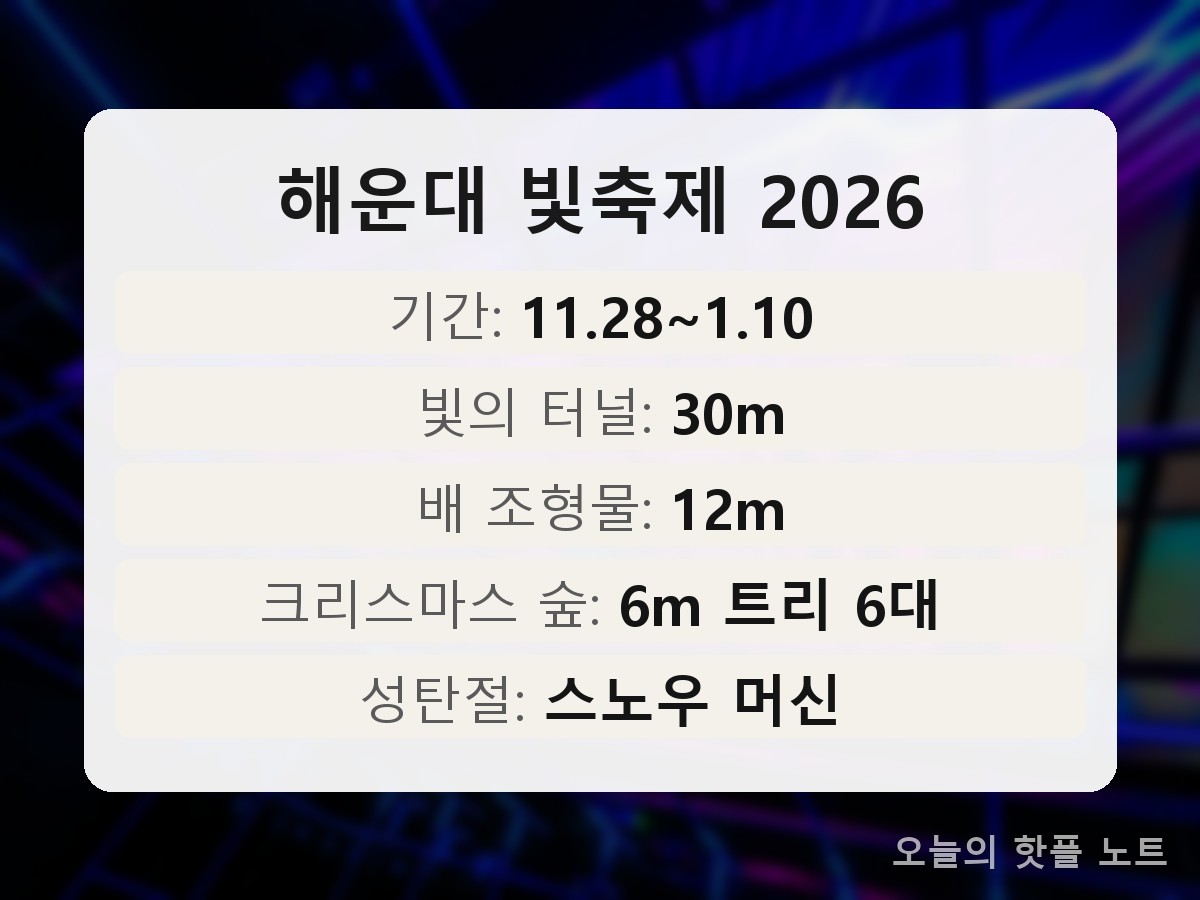 해운대 빛축제 2026
기간: 11.28~1.10
빛의 터널: 30m
배 조형물: 12m
크리스마스 숲: 6m 트리 6대
성탄절: 스노우 머신
오늘의 핫플 노트